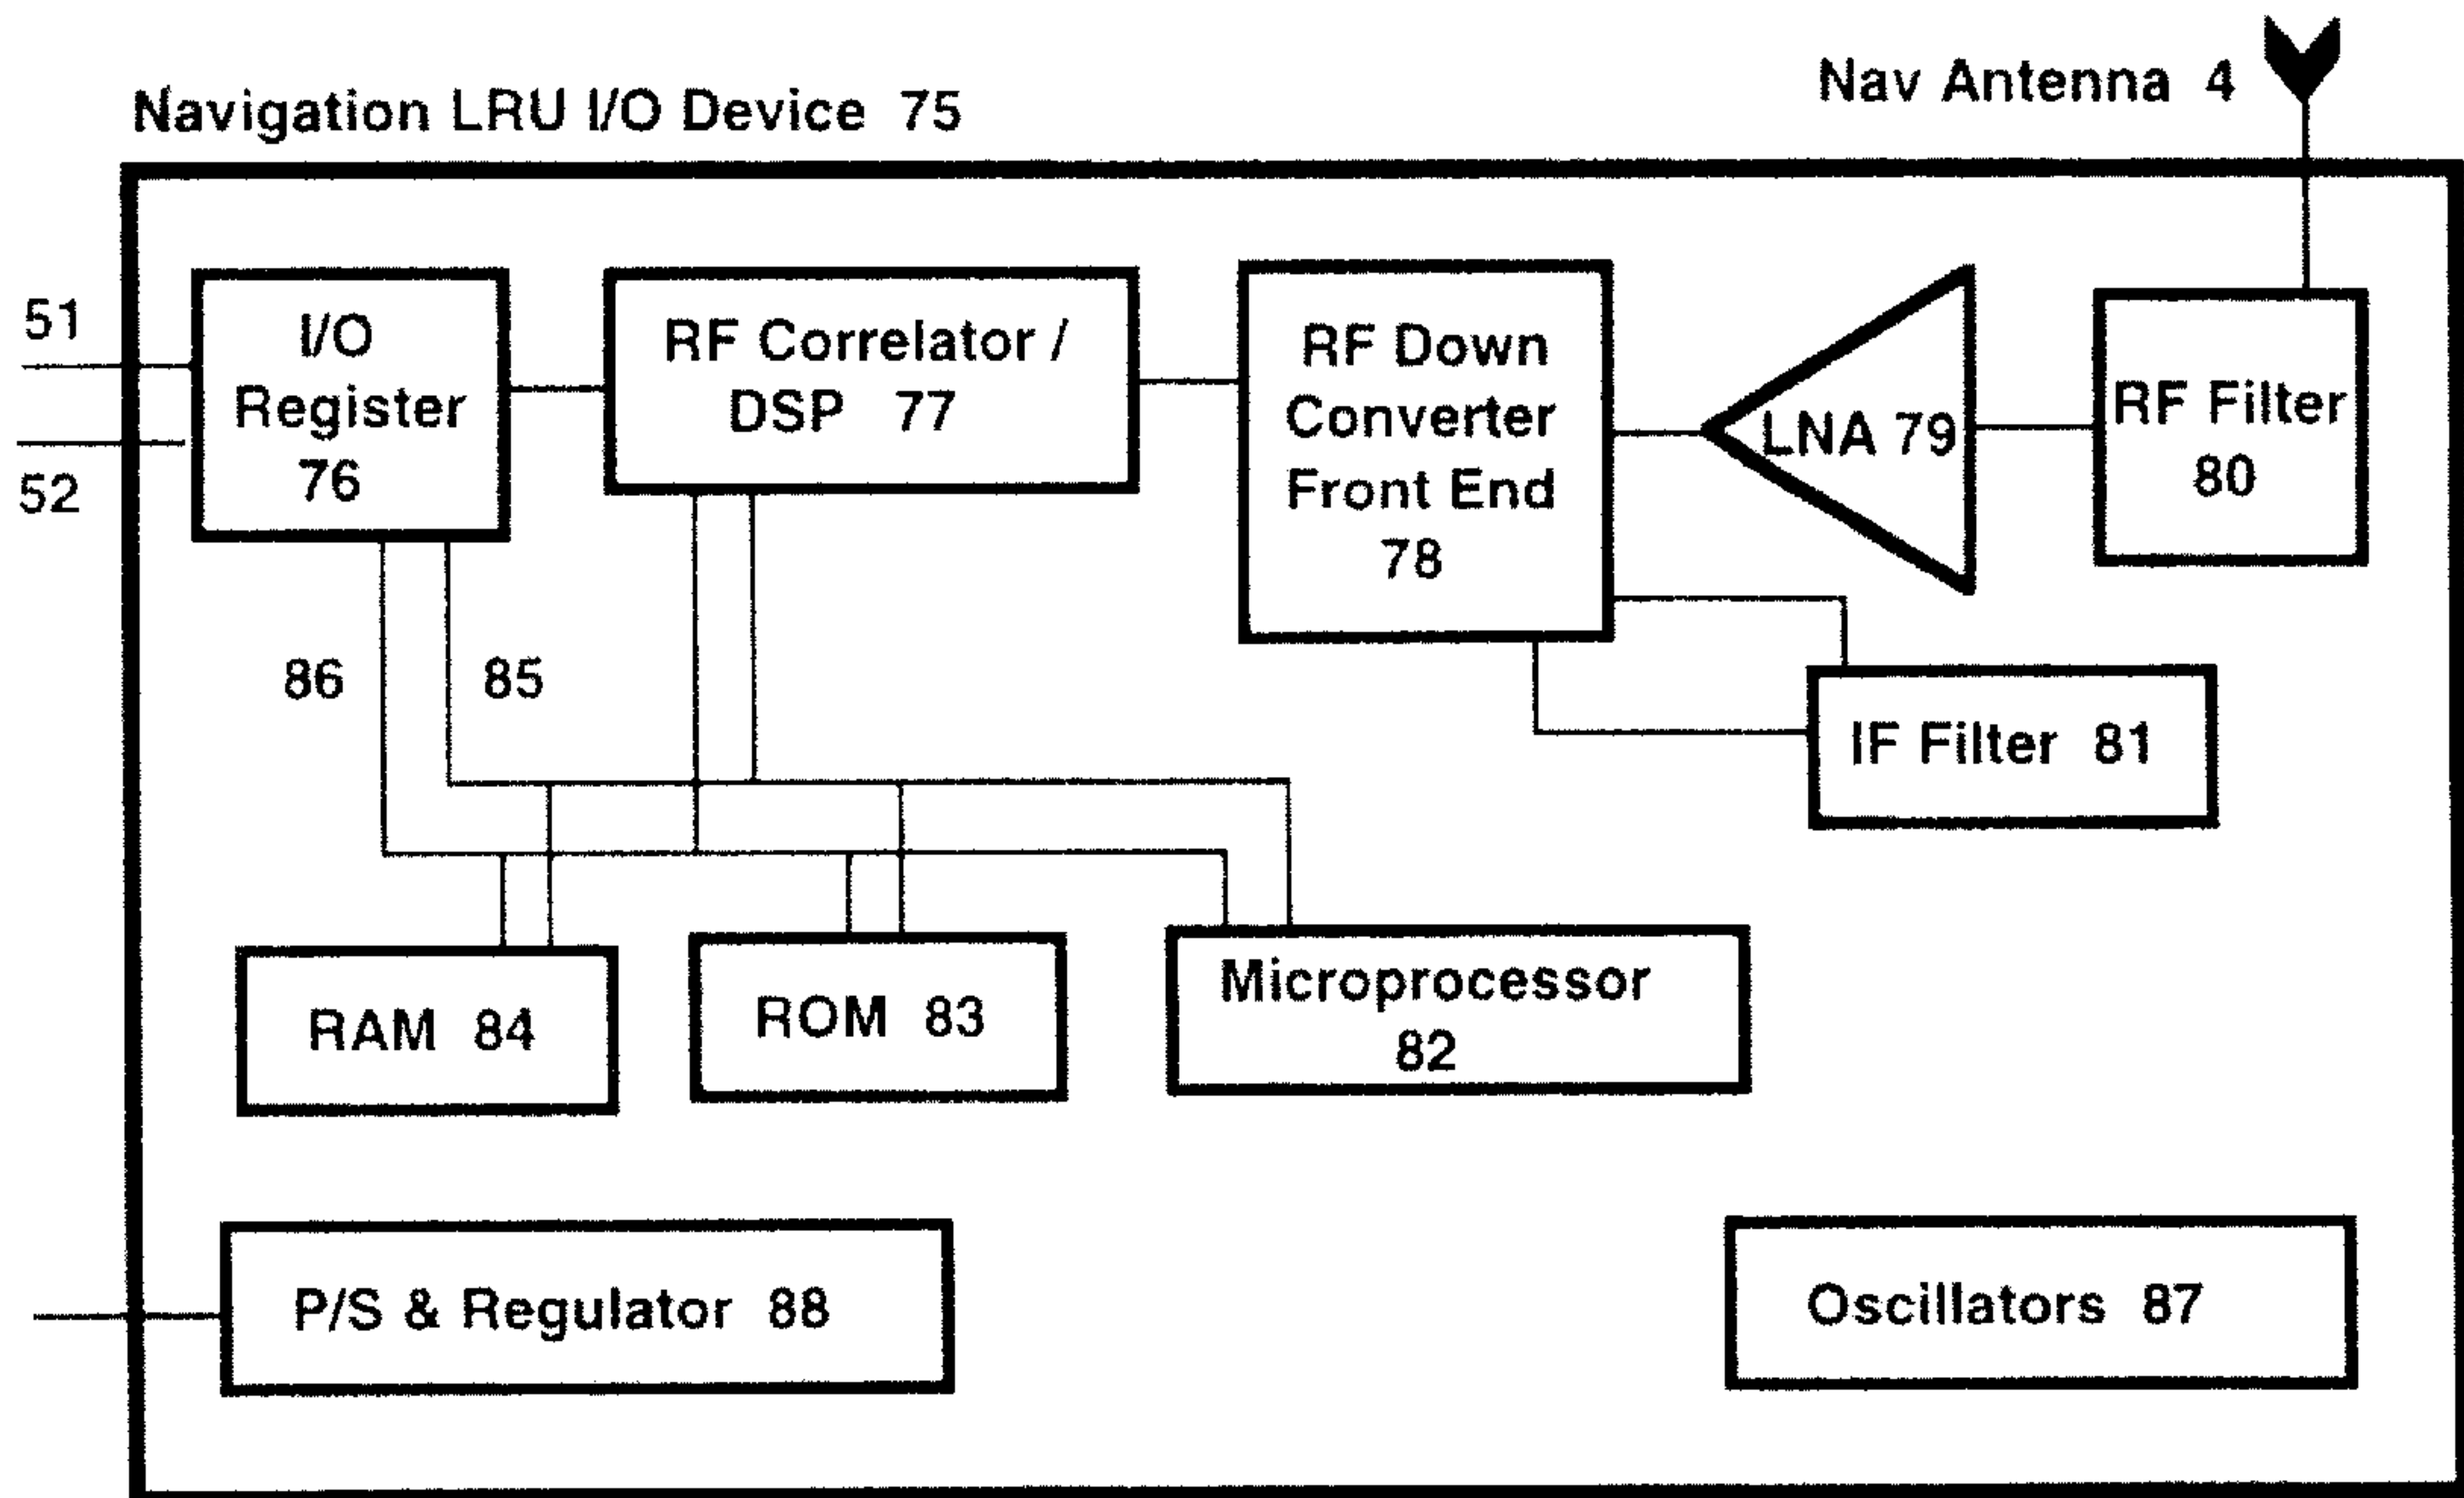 Nav Antenna 4
Navigation LRU I/O Device 75
51
52
I/O
Register
76
RF Correlator /
DSP 77
RF Down
Converter
Front End
78
LNA 79
RF Filter
80
86
85
IF Filter 81
RAM 84
ROM 83
Microprocessor
82
P/S & Regulator 88
Oscillators 87